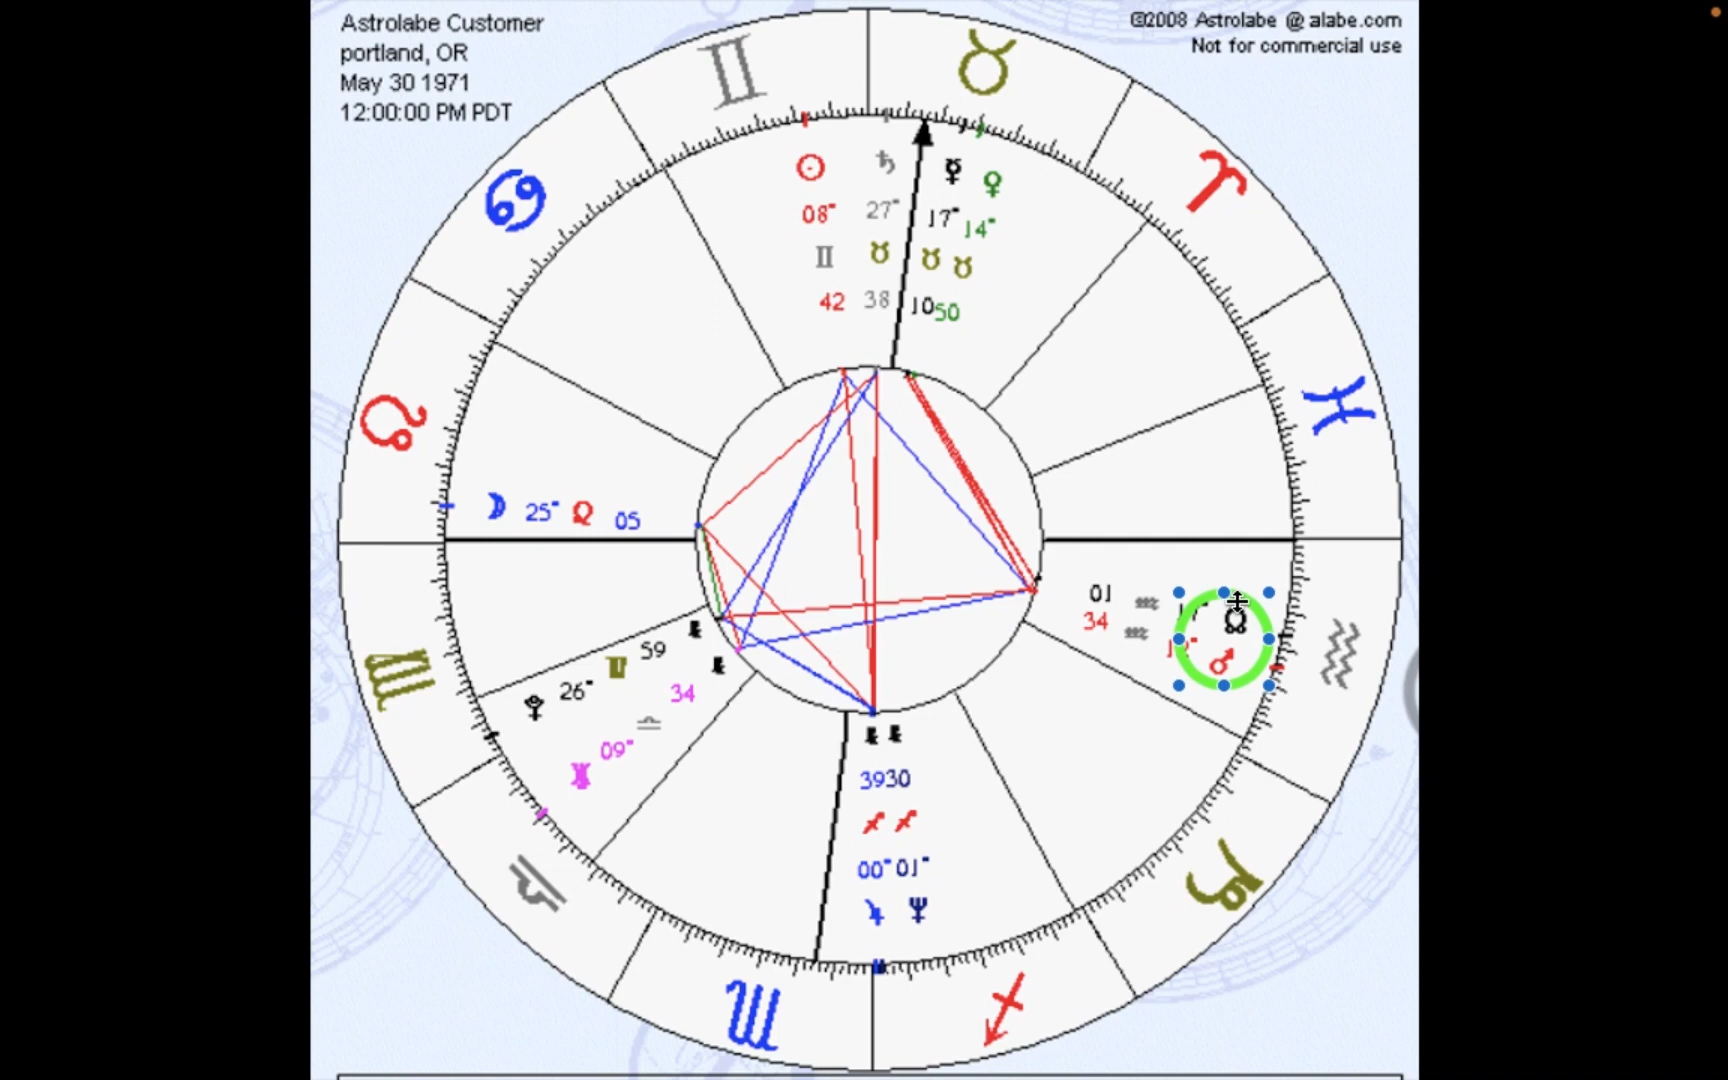 Astrolabe Customer
portland, OR
May 30 1971
12:00:00 PM PDT
©2008 Astrolabe @ alabe.com
Not for commercial use
08° 27° 17° 14°
42 38 10 50
25° 05
01
34
59
26°
34
09°
39 30
00° 01°